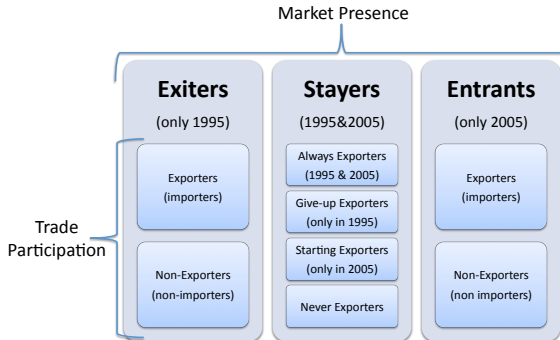 Market Presence
Exiters
(only 1995)
Exporters
(importers)
Non-Exporters
(non-importers)
Stayers
(1995&2005)
Always Exporters
(1995 & 2005)
Give-up Exporters
(only in 1995)
Starting Exporters
(only in 2005)
Never Exporters
Entrants
(only 2005)
Exporters
(importers)
Non-Exporters
(non importers)
Trade
Participation